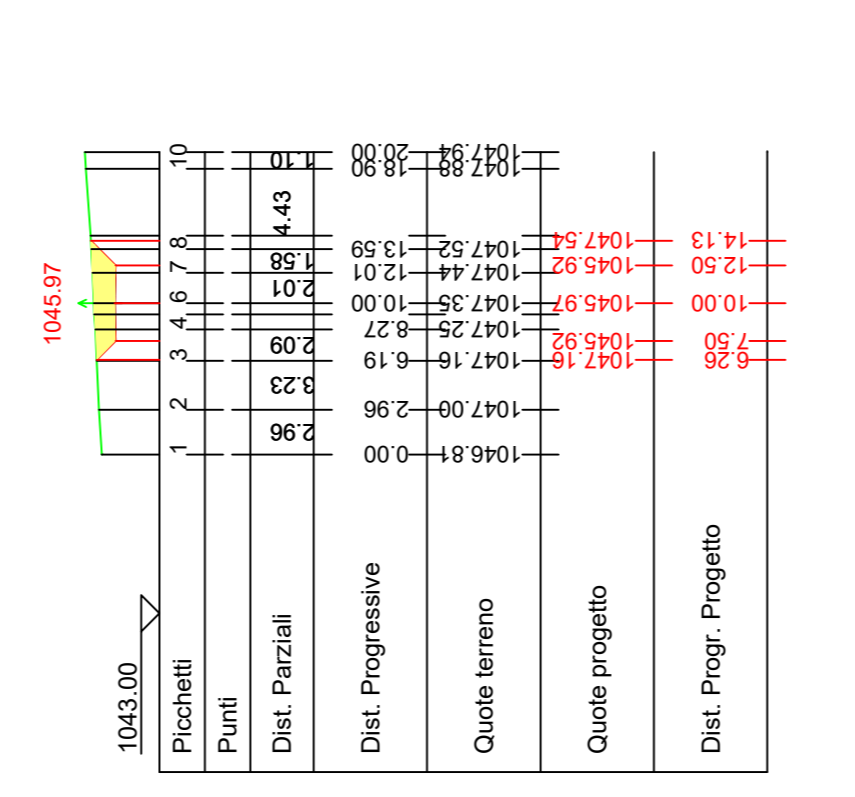 1045.97
1043.00
Picchetti 1 2 3 4 6 7 8 10
Punti
Dist. Parziali 2.96 3.23 2.09 2.01 1.58 4.43 1.10
Dist. Progressive 0.00 2.96 6.19 8.27 10.00 12.01 13.59 18.90 20.00
Quote terreno 1046.81 1047.00 1047.16 1047.25 1047.35 1047.44 1047.52 1047.88 1047.94
Quote progetto 1047.16 1045.92 1045.97 1045.92 1047.54
Dist. Progr. Progetto 6.26 7.50 10.00 12.50 14.13